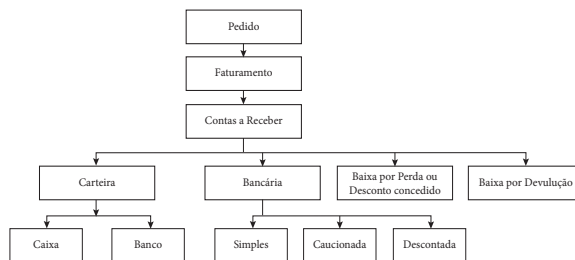 Pedido
Faturamento
Contas a Receber
Carteira
Bancária
Baixa por Perda ou
Desconto concedido
Baixa por Devulução
Caixa
Banco
Simples
Caucionada
Descontada